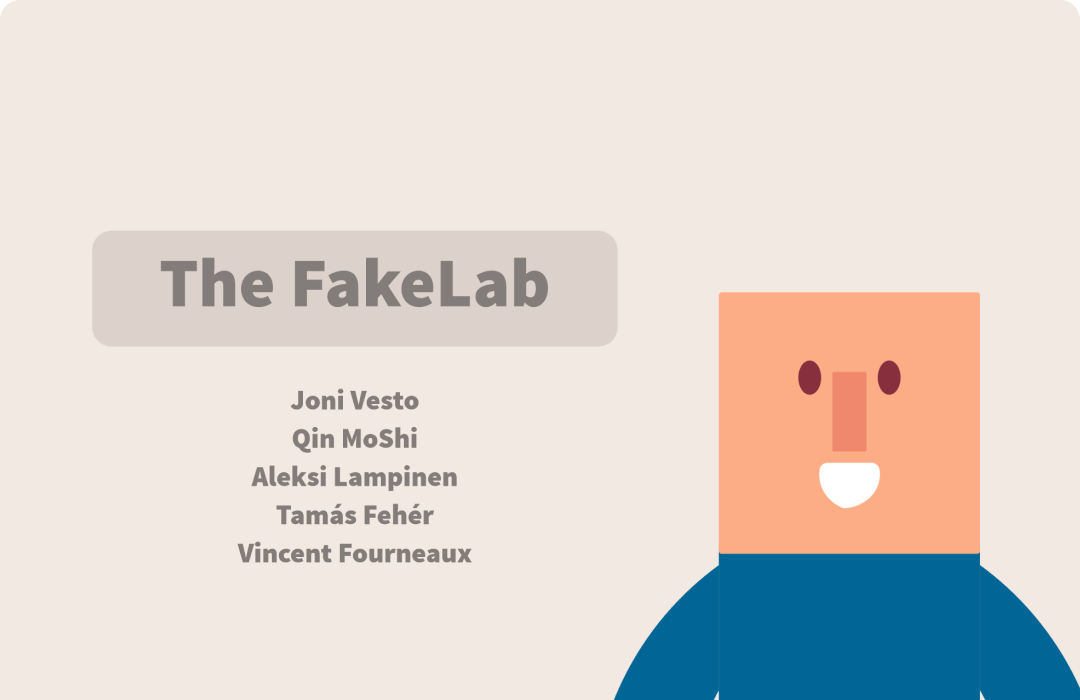 The FakeLab
Joni Vesto
Qin MoShi
Aleksi Lampinen
Tamás Fehér
Vincent Fourneaux